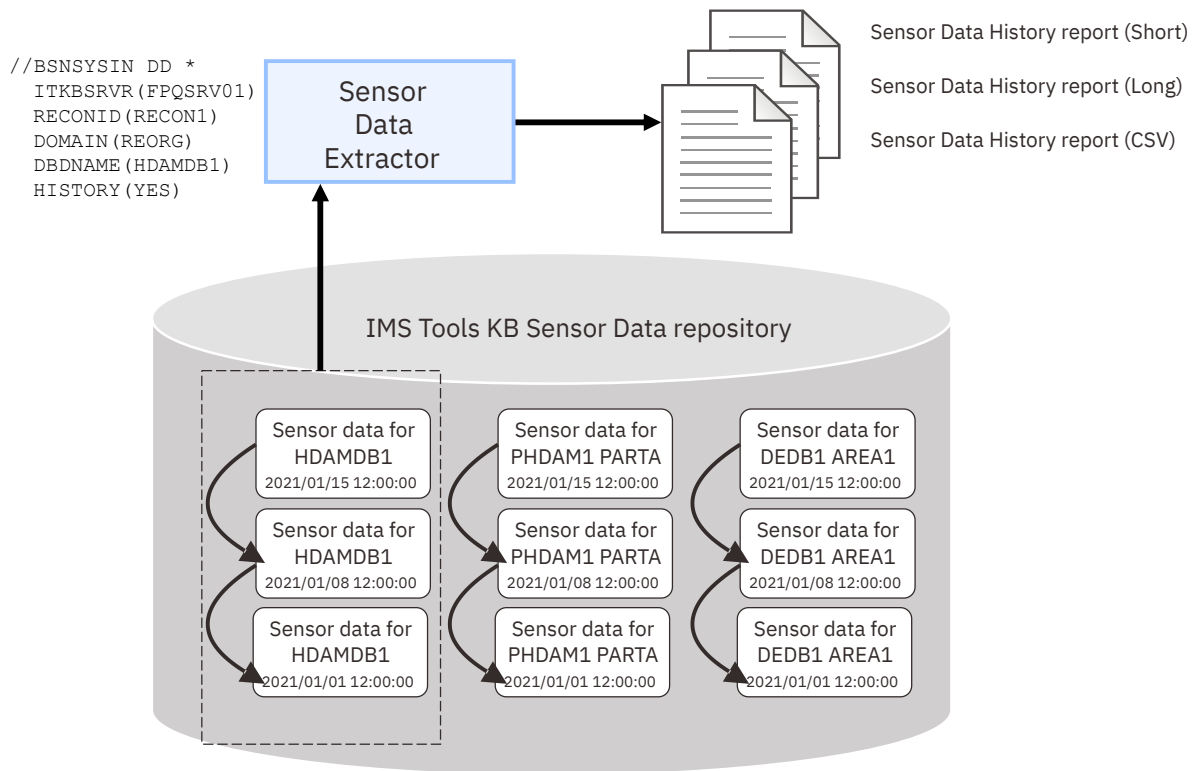 //BSNSYSIN DD *
ITKBSRVR(FPQSRV01)
RECONID(RECON1)
DOMAIN(REORG)
DBDNAME(HDAMDB1)
HISTORY(YES)
Sensor
Data
Extractor
Sensor Data History report (Short)
Sensor Data History report (Long)
Sensor Data History report (CSV)
IMS Tools KB Sensor Data repository
Sensor data for
HDAMDB1
2021/01/15 12:00:00
Sensor data for
PHDAM1 PARTA
2021/01/15 12:00:00
Sensor data for
DEDB1 AREA1
2021/01/15 12:00:00
Sensor data for
HDAMDB1
2021/01/08 12:00:00
Sensor data for
PHDAM1 PARTA
2021/01/08 12:00:00
Sensor data for
DEDB1 AREA1
2021/01/08 12:00:00
Sensor data for
HDAMDB1
2021/01/01 12:00:00
Sensor data for
PHDAM1 PARTA
2021/01/01 12:00:00
Sensor data for
DEDB1 AREA1
2021/01/01 12:00:00